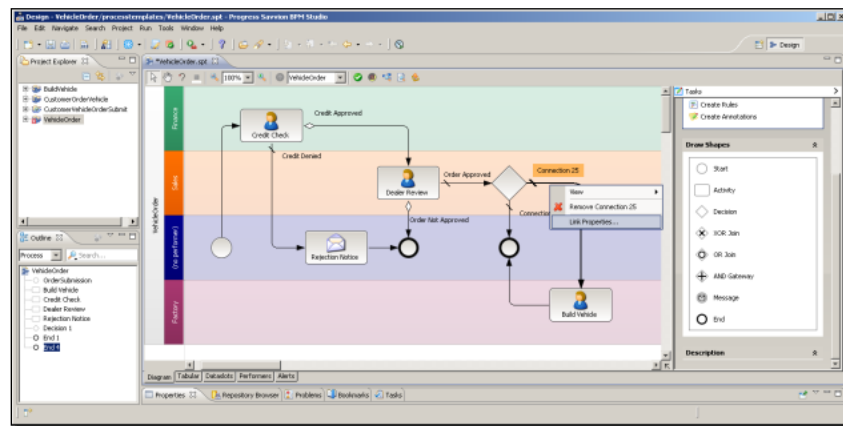 Design - VehicleOrder/processtemplates/VehicleOrder.spt - Progress Savvion BPM Studio
File Edit Navigate Search Project Run Tools Window Help
Design
Project Explorer
BuildVehicle
CustomerOrderVehicle
CustomerVehicleOrderSubmit
VehicleOrder
*VehicleOrder.spt
100%
VehicleOrder
VehicleOrder
Finance
Credit Check
Credit Approved
Credit Denied
Sales
Dealer Review
Order Approved
Connection 25
Order Not Approved
Connection
View
Remove Connection 25
Link Properties...
(no performer)
Rejection Notice
Factory
Build Vehicle
Outline
Process
Search...
VehicleOrder
OrderSubmission
Build Vehicle
Credit Check
Dealer Review
Rejection Notice
Decision 1
End 1
End 4
Tasks
Create Rules
Create Annotations
Draw Shapes
Start
Activity
Decision
XOR Join
OR Join
AND Gateway
Message
End
Description
Diagram Tabular Dataslots Performers Alerts
Properties Repository Browser Problems Bookmarks Tasks